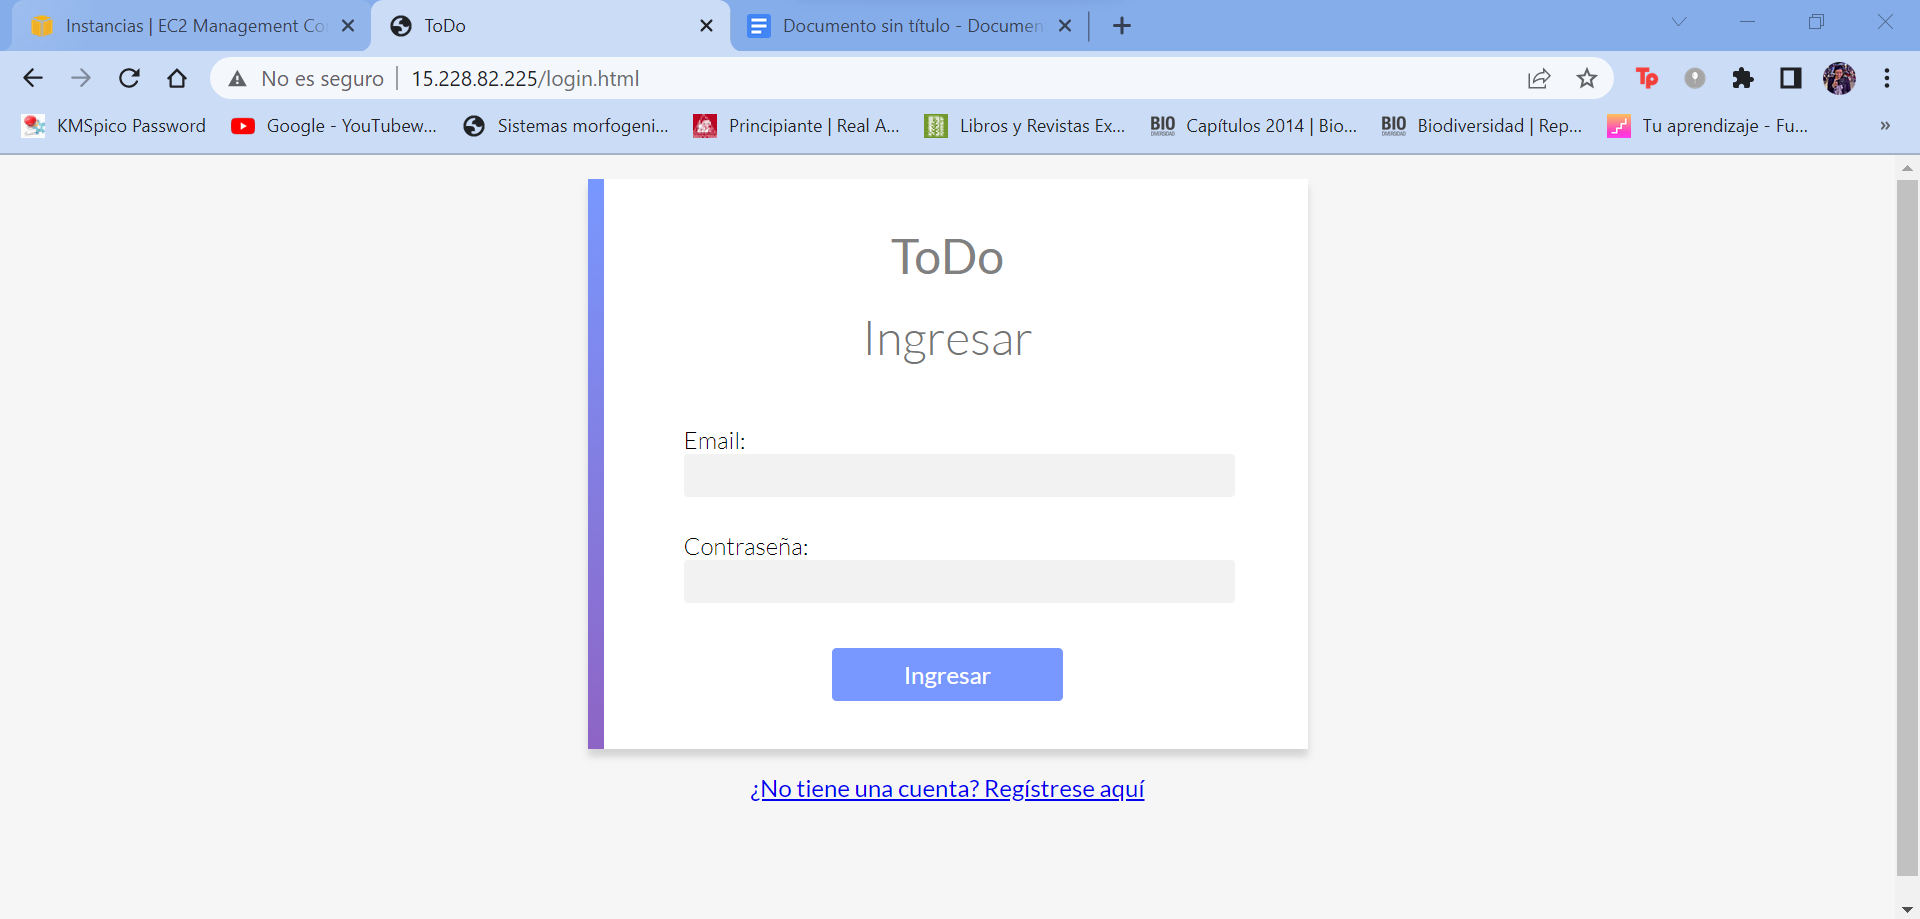 Instancias | EC2 Management Co
ToDo
Documento sin título - Documen
No es seguro
15.228.82.225/login.html
Tp
KMSpico Password
Google - YouTubew...
Sistemas morfogeni...
Principiante | Real A...
Libros y Revistas Ex...
BIO Capítulos 2014 | Bio...
BIO Biodiversidad | Rep...
Tu aprendizaje - Fu...
»
ToDo
Ingresar
Email:
Contraseña:
Ingresar
¿No tiene una cuenta? Regístrese aquí